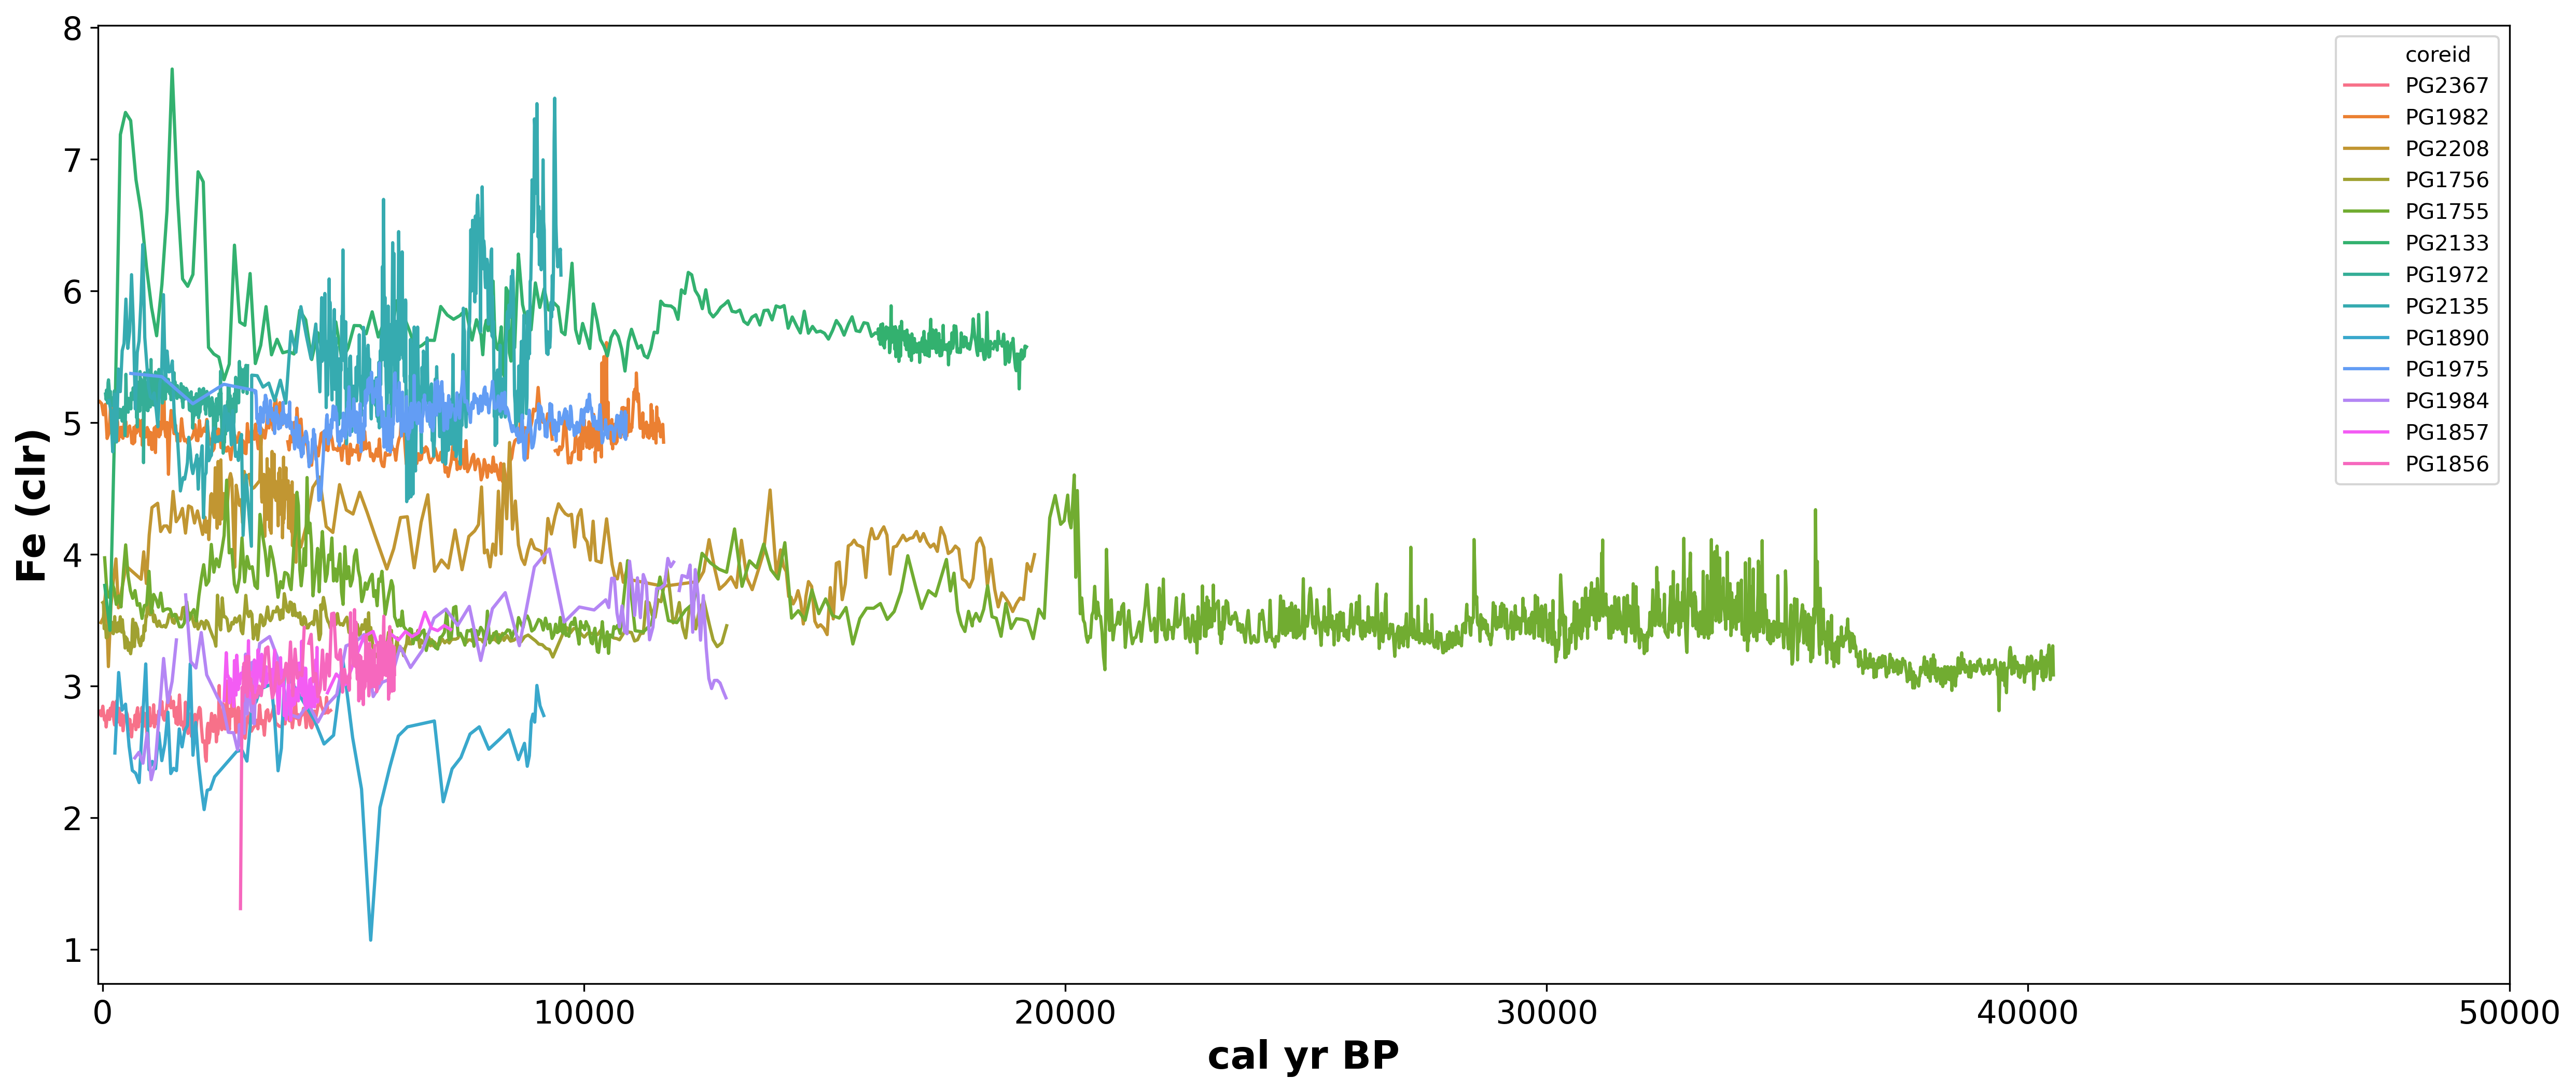 8
7
6
5
4
3
2
1
Fe (clr)
0
10000
20000
30000
40000
50000
cal yr BP
coreid
PG2367
PG1982
PG2208
PG1756
PG1755
PG2133
PG1972
PG2135
PG1890
PG1975
PG1984
PG1857
PG1856